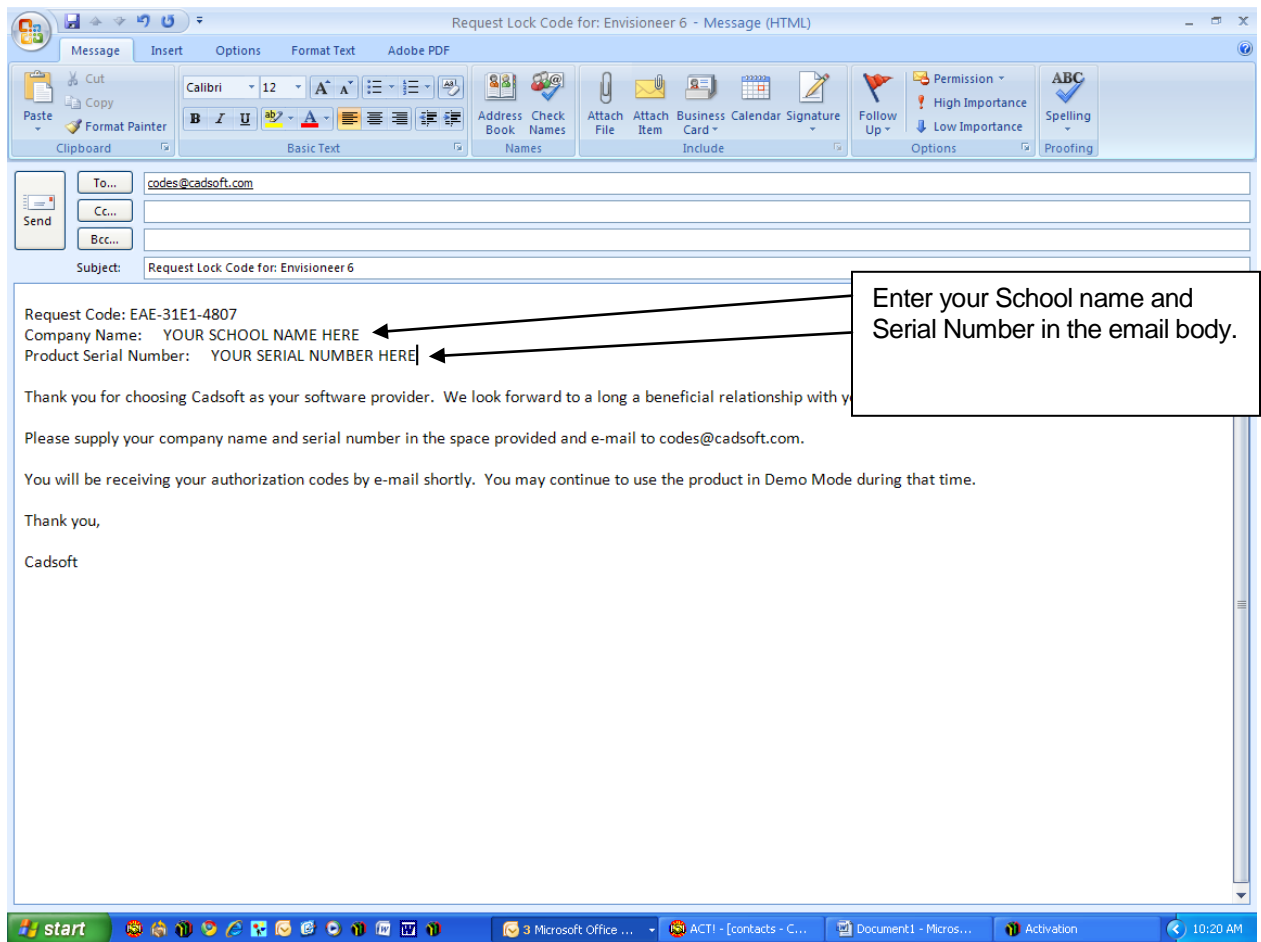 Request Lock Code for: Envisioneer 6 - Message (HTML)
Message Insert Options Format Text Adobe PDF
Paste
Cut
Copy
Format Painter
Clipboard
Calibri 12
B I U
Basic Text
Address Book
Check Names
Names
Attach File
Attach Item
Business Card
Calendar
Signature
Include
Follow Up
Permission
High Importance
Low Importance
Options
ABC
Spelling
Proofing
Send
To... codes@cadsoft.com
Cc...
Bcc...
Subject: Request Lock Code for: Envisioneer 6
Enter your School name and
Serial Number in the email body.
Request Code: EAE-31E1-4807
Company Name: YOUR SCHOOL NAME HERE
Product Serial Number: YOUR SERIAL NUMBER HERE
Thank you for choosing Cadsoft as your software provider. We look forward to a long a beneficial relationship with y
Please supply your company name and serial number in the space provided and e-mail to codes@cadsoft.com.
You will be receiving your authorization codes by e-mail shortly. You may continue to use the product in Demo Mode during that time.
Thank you,
Cadsoft
start 3 Microsoft Office ... ACT! - [contacts - C... Document1 - Micros... Activation 10:20 AM